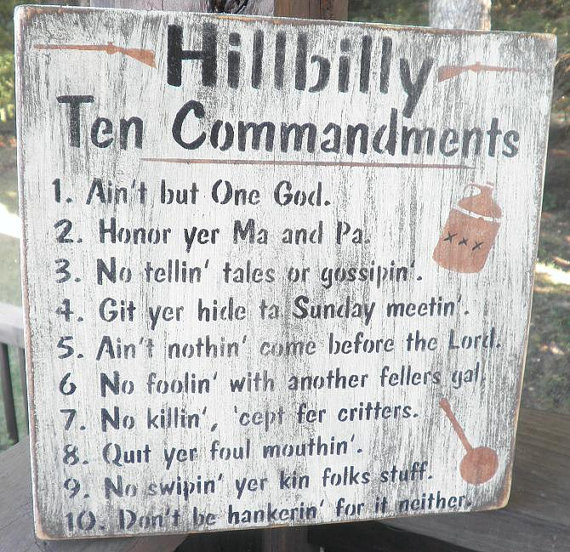 Hillbilly
Ten Commandments
1. Ain't but One God.
2. Honor yer Ma and Pa.
3. No tellin' tales or gossipin'.
4. Git yer hide ta Sunday meetin'.
5. Ain't nothin' come before the Lord.
6 No foolin' with another fellers gal.
7. No killin', 'cept fer critters.
8. Quit yer foul mouthin'.
9. No swipin' yer kin folks stuff.
10. Don't be hankerin' for it neither.
XXX